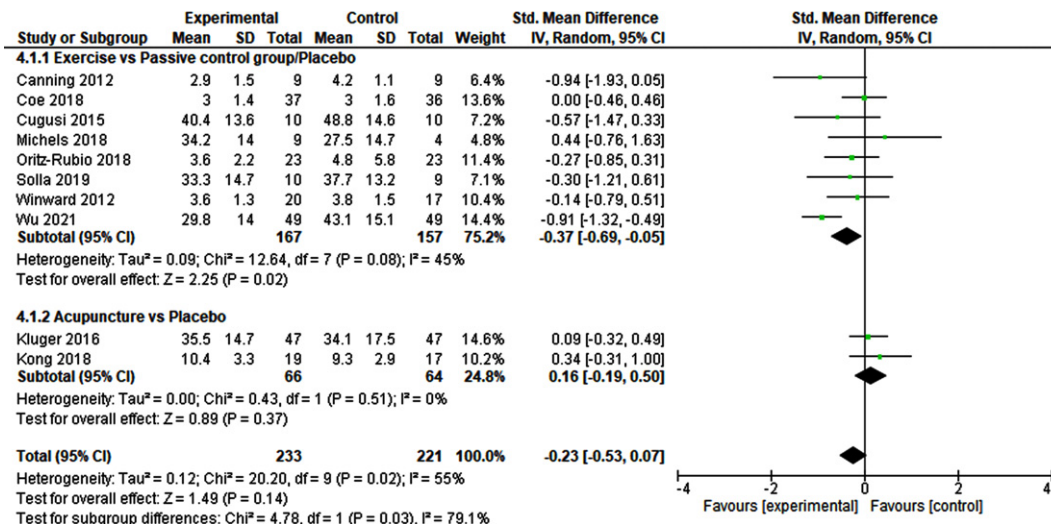 Experimental Control Std. Mean Difference Std. Mean Difference
Study or Subgroup Mean SD Total Mean SD Total Weight IV, Random, 95% CI IV, Random, 95% CI
4.1.1 Exercise vs Passive control group/Placebo
Canning 2012 2.9 1.5 9 4.2 1.1 9 6.4% -0.94 [-1.93, 0.05]
Coe 2018 3 1.4 37 3 1.6 36 13.6% 0.00 [-0.46, 0.46]
Cugusi 2015 40.4 13.6 10 48.8 14.6 10 7.2% -0.57 [-1.47, 0.33]
Michels 2018 34.2 14 9 27.5 14.7 4 4.8% 0.44 [-0.76, 1.63]
Oritz-Rubio 2018 3.6 2.2 23 4.8 5.8 23 11.4% -0.27 [-0.85, 0.31]
Solla 2019 33.3 14.7 10 37.7 13.2 9 7.1% -0.30 [-1.21, 0.61]
Winward 2012 3.6 1.3 20 3.8 1.5 17 10.4% -0.14 [-0.79, 0.51]
Wu 2021 29.8 14 49 43.1 15.1 49 14.4% -0.91 [-1.32, -0.49]
Subtotal (95% CI) 167 157 75.2% -0.37 [-0.69, -0.05]
Heterogeneity: Tau² = 0.09; Chi² = 12.64, df = 7 (P = 0.08); I² = 45%
Test for overall effect: Z = 2.25 (P = 0.02)
4.1.2 Acupuncture vs Placebo
Kluger 2016 35.5 14.7 47 34.1 17.5 47 14.6% 0.09 [-0.32, 0.49]
Kong 2018 10.4 3.3 19 9.3 2.9 17 10.2% 0.34 [-0.31, 1.00]
Subtotal (95% CI) 66 64 24.8% 0.16 [-0.19, 0.50]
Heterogeneity: Tau² = 0.00; Chi² = 0.43, df = 1 (P = 0.51); I² = 0%
Test for overall effect: Z = 0.89 (P = 0.37)
Total (95% CI) 233 221 100.0% -0.23 [-0.53, 0.07]
Heterogeneity: Tau² = 0.12; Chi² = 20.20, df = 9 (P = 0.02); I² = 55%
Test for overall effect: Z = 1.49 (P = 0.14)
Test for subgroup differences: Chi² = 4.78, df = 1 (P = 0.03), I² = 79.1%
-4 -2 0 2 4
Favours [experimental] Favours [control]